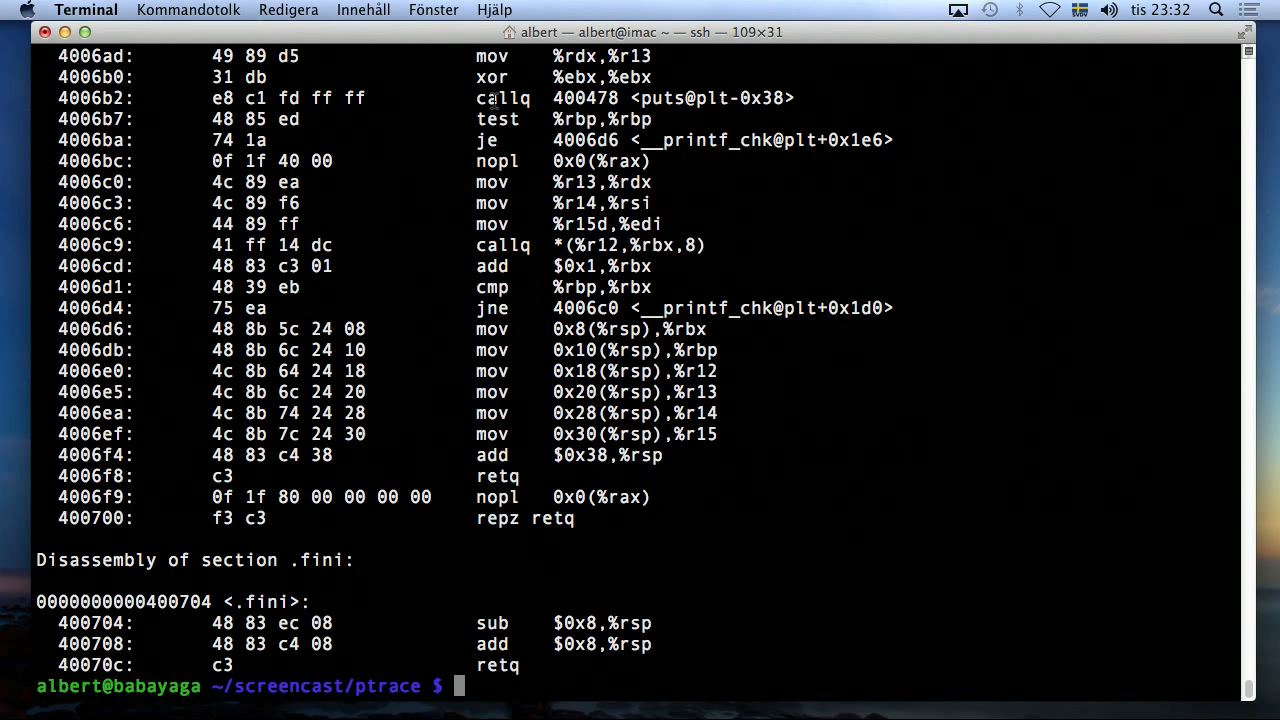 Terminal Kommandotolk Redigera Innehåll Fönster Hjälp tis 23:32
albert — albert@imac ~ — ssh — 109×31
4006ad: 49 89 d5 mov %rdx,%r13
4006b0: 31 db xor %ebx,%ebx
4006b2: e8 c1 fd ff ff callq 400478 <puts@plt-0x38>
4006b7: 48 85 ed test %rbp,%rbp
4006ba: 74 1a je 4006d6 <__printf_chk@plt+0x1e6>
4006bc: 0f 1f 40 00 nopl 0x0(%rax)
4006c0: 4c 89 ea mov %r13,%rdx
4006c3: 4c 89 f6 mov %r14,%rsi
4006c6: 44 89 ff mov %r15d,%edi
4006c9: 41 ff 14 dc callq *(%r12,%rbx,8)
4006cd: 48 83 c3 01 add $0x1,%rbx
4006d1: 48 39 eb cmp %rbp,%rbx
4006d4: 75 ea jne 4006c0 <__printf_chk@plt+0x1d0>
4006d6: 48 8b 5c 24 08 mov 0x8(%rsp),%rbx
4006db: 48 8b 6c 24 10 mov 0x10(%rsp),%rbp
4006e0: 4c 8b 64 24 18 mov 0x18(%rsp),%r12
4006e5: 4c 8b 6c 24 20 mov 0x20(%rsp),%r13
4006ea: 4c 8b 74 24 28 mov 0x28(%rsp),%r14
4006ef: 4c 8b 7c 24 30 mov 0x30(%rsp),%r15
4006f4: 48 83 c4 38 add $0x38,%rsp
4006f8: c3 retq
4006f9: 0f 1f 80 00 00 00 00 nopl 0x0(%rax)
400700: f3 c3 repz retq
Disassembly of section .fini:
0000000000400704 <.fini>:
400704: 48 83 ec 08 sub $0x8,%rsp
400708: 48 83 c4 08 add $0x8,%rsp
40070c: c3 retq
albert@babayaga ~/screencast/ptrace $